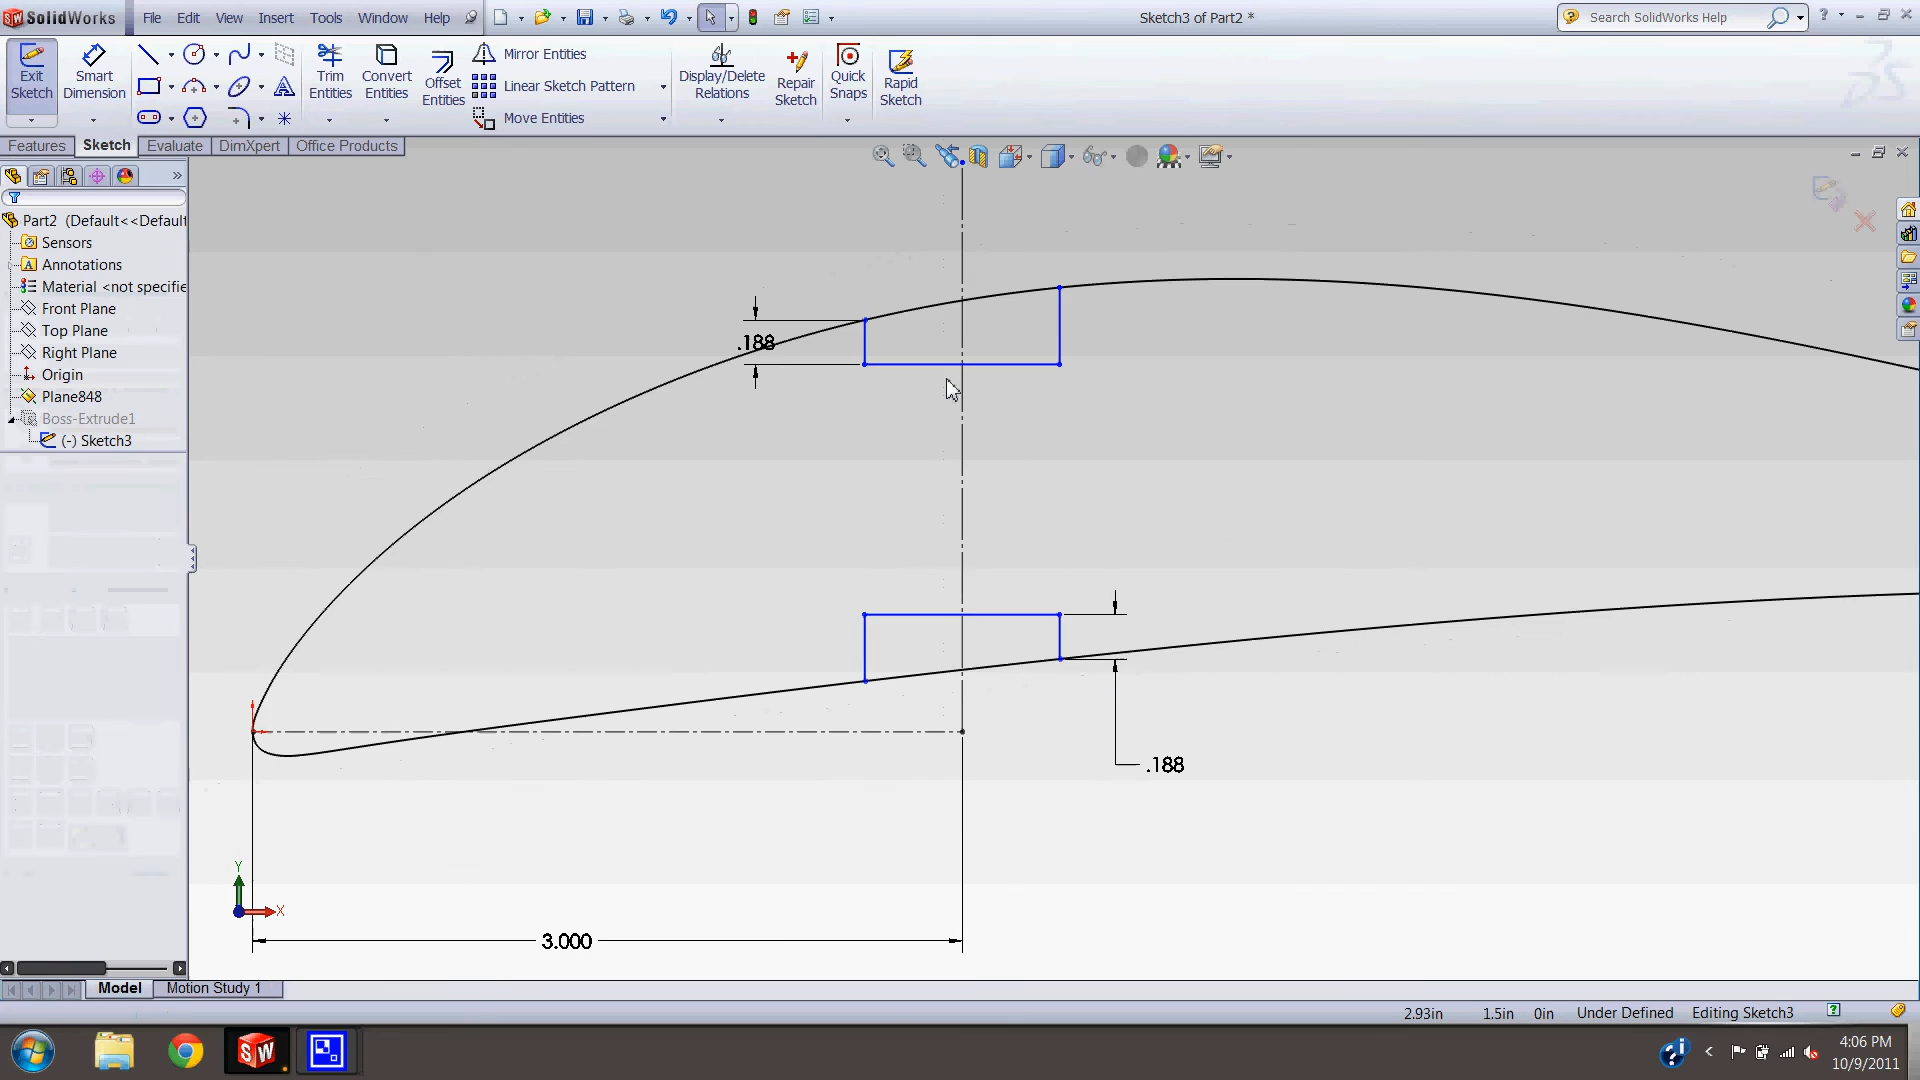 SolidWorks File Edit View Insert Tools Window Help Sketch3 of Part2 * Search SolidWorks Help
Exit Sketch
Smart Dimension
Trim Entities
Convert Entities
Offset Entities
Mirror Entities
Linear Sketch Pattern
Move Entities
Display/Delete Relations
Repair Sketch
Quick Snaps
Rapid Sketch
Features Sketch Evaluate DimXpert Office Products
Part2 (Default<<Default
Sensors
Annotations
Material <not specifie
Front Plane
Top Plane
Right Plane
Origin
Plane848
Boss-Extrude1
(-) Sketch3
.188
.188
3.000
Y
X
Model Motion Study 1
2.93in 1.5in 0in Under Defined Editing Sketch3
SW
4:06 PM
10/9/2011